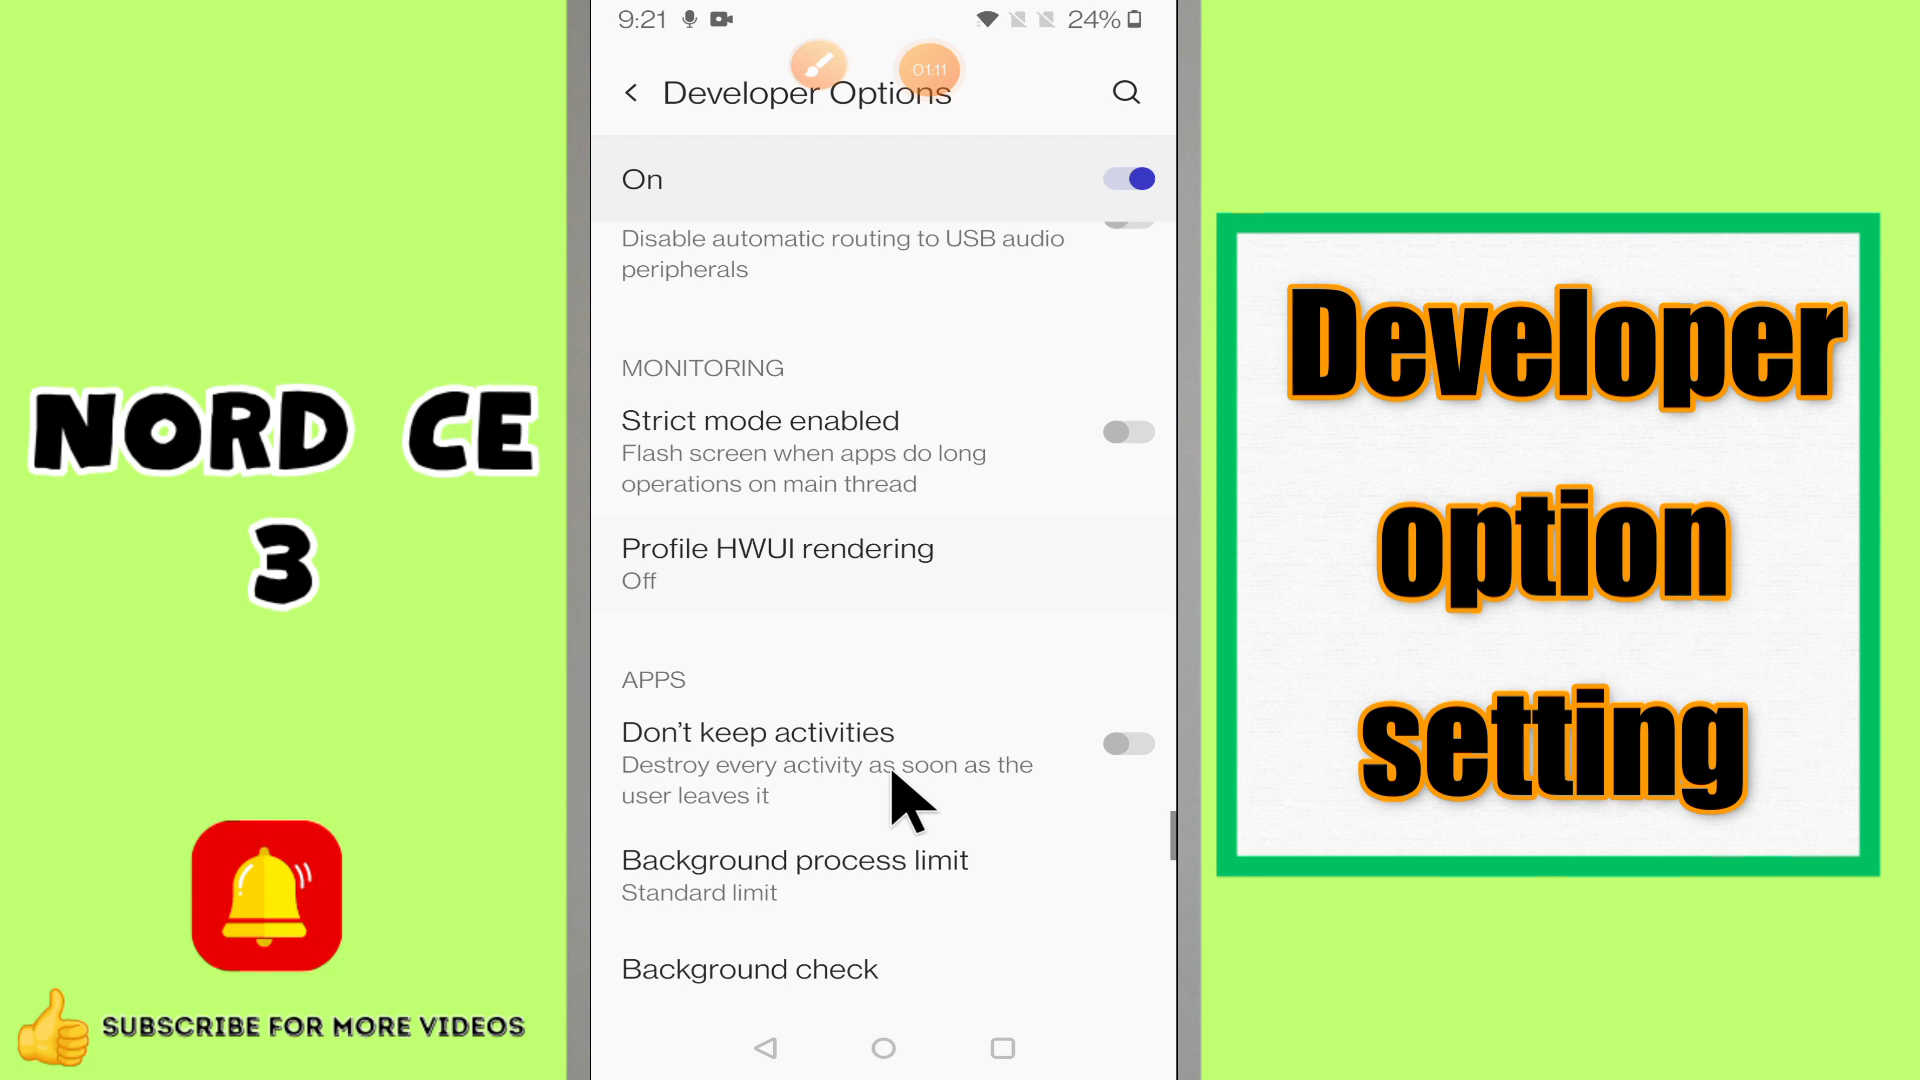 NORD CE
3
SUBSCRIBE FOR MORE VIDEOS
9:21
24%
01:11
Developer Options
On
Disable automatic routing to USB audio
peripherals
MONITORING
Strict mode enabled
Flash screen when apps do long
operations on main thread
Profile HWUI rendering
Off
APPS
Don't keep activities
Destroy every activity as soon as the
user leaves it
Background process limit
Standard limit
Background check
Developer
option
setting